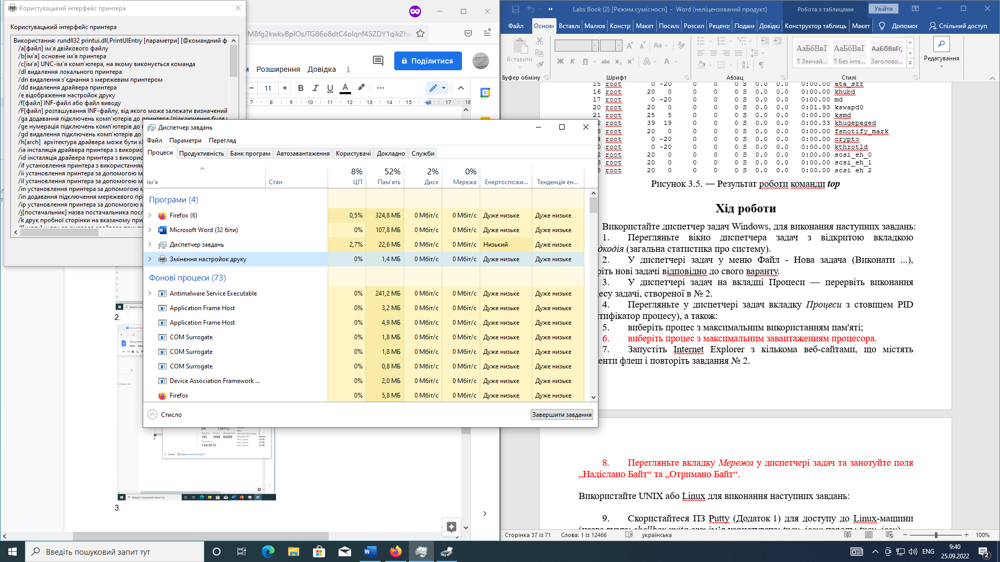 Користувацький інтерфейс принтера
Користувацький інтерфейс принтера
Використання: rundll32 printui.dll,PrintUIEntry [параметри] [@командний ф
/a[файл] ім’я двійкового файлу
/b[ім’я] основне ім’я принтера
/c[ім’я] UNC-ім’я комп’ютера, на якому виконується команда
/dl видалення локального принтера
/dn видалення з’єднання з мережевим принтером
/dd видалення драйвера принтера
/e відображення настройок друку
/f[файл] INF-файл або файл виводу
/F[файл] розташування INF-файлу, від якого може залежати визначений
/ga додавання підключень комп’ютерів до принтера (підключення буде
/ge нумерація підключень комп’ютерів до
/gd видалення підключень комп’ютерів до
/h[arch] архітектура драйвера може бути x8
/ia інсталяція драйвера принтера з використ
/id інсталяція драйвера принтера з використ
/if установлення принтера з використанням
/ii установлення принтера за допомогою м
/il установлення принтера за допомогою м
/in установлення принтера за допомогою м
/in додавання підключення мережевого пр
/ip установлення принтера за допомогою м
/j[постачальник] назва постачальника посл
/k друк пробної сторінки на вказаному при
M8fg2kwkvBpIOsJTG86o8dtC4oIqnf45ZDY1qikZh
Поділитися
Розширення Довідка
11
7 8 9 10 11 12 13 14 15 16 17 18
2.
3.
Диспетчер завдань
Файл Параметри Перегляд
Процеси Продуктивність Банк програм Автозавантаження Користувачі Докладно Служби
8% 52% 2% 0%
Ім'я Стан ЦП Пам'ять Диск Мережа Енергоспожи... Тенденція ен...
Програми (4)
Firefox (6) 0,5% 324,8 МБ 0 Мбіт/с 0 Мбіт/с Дуже низьке Дуже низьке
Microsoft Word (32 біти) 0% 107,8 МБ 0 Мбіт/с 0 Мбіт/с Дуже низьке Дуже низьке
Диспетчер завдань 2,7% 22,6 МБ 0 Мбіт/с 0 Мбіт/с Низький Дуже низьке
Змінення настройок друку 0% 1,4 МБ 0 Мбіт/с 0 Мбіт/с Дуже низьке Дуже низьке
Фонові процеси (73)
Antimalware Service Executable 0% 241,2 МБ 0 Мбіт/с 0 Мбіт/с Дуже низьке Дуже низьке
Application Frame Host 0% 3,2 МБ 0 Мбіт/с 0 Мбіт/с Дуже низьке Дуже низьке
Application Frame Host 0% 4,9 МБ 0 Мбіт/с 0 Мбіт/с Дуже низьке Дуже низьке
COM Surrogate 0% 1,8 МБ 0 Мбіт/с 0 Мбіт/с Дуже низьке Дуже низьке
COM Surrogate 0% 1,8 МБ 0 Мбіт/с 0 Мбіт/с Дуже низьке Дуже низьке
COM Surrogate 0% 0,8 МБ 0 Мбіт/с 0 Мбіт/с Дуже низьке Дуже низьке
Device Association Framework ... 0% 2,0 МБ 0 Мбіт/с 0 Мбіт/с Дуже низьке Дуже низьке
Firefox 0% 5,8 МБ 0 Мбіт/с 0 Мбіт/с Дуже низьке Дуже низьке
Стисло Завершити завдання
6% 1,58 ГГц
195 1898 80689
1:04:30:10
Labs Book (2) [Режим сумісності] - Word (неліцензований продукт) Робота з таблицями Увійти
Файл Основн Вставле Малюв Констр Макет Посила Розсил Реценз Подан Довідка Конструктор таблиць Макет Допомог Спільний доступ
Вставити
АаБбВвГ АаБбВвГ АаБбВвГг,
¶ Звичай... ¶ Без інте... Заголово...
Редагування
Буфер обміну Шрифт Абзац Стилі
15 root 0 -20 0 0 0 S 0.0 0.0 0:00.00 ata_sff
16 root 20 0 0 0 0 S 0.0 0.0 0:00.00 khubd
17 root 0 -20 0 0 0 S 0.0 0.0 0:00.00 md
20 root 20 0 0 0 0 S 0.0 0.0 0:01.93 kswapd0
21 root 25 5 0 0 0 S 0.0 0.0 0:00.00 ksmd
2 root 39 19 0 0 0 S 0.0 0.0 0:00.33 khugepaged
3 root 20 0 0 0 0 S 0.0 0.0 0:00.00 fsnotify_mark
4 root 0 -20 0 0 0 S 0.0 0.0 0:00.00 crypto
0 root 0 -20 0 0 0 S 0.0 0.0 0:00.00 kthrotld
2 root 20 0 0 0 0 S 0.0 0.0 0:00.00 scsi_eh_0
3 root 20 0 0 0 0 S 0.0 0.0 0:00.00 scsi_eh_1
5 root 20 0 0 0 0 S 0.0 0.0 0:00.00 scsi_eh_2
Рисунок 3.5. — Результат роботи команди top
Хід роботи
Використайте диспетчер задач Windows, для виконання наступних завдань:
1. Перегляньте вікно диспетчера задач з відкритою вкладкою
дкодія (загальна статистика про систему).
2. У диспетчері задач у меню Файл - Нова задача (Виконати ...),
ріть нові задачі відповідно до свого варанту.
3. У диспетчері задач на вкладці Процеси — перервіть виконання
цесу задачі, створеної в № 2.
4. Перегляньте у диспетчері задач вкладку Процеси з стовпцем PID
тифікатор процесу), а також:
5. виберіть процес з максимальним використанням пам'яті;
6. виберіть процес з максимальним завантаженням процесора.
7. Запустіть Internet Explorer з кількома веб-сайтами, що містять
енти флеш і повторіть завдання № 2.
8. Перегляньте вкладку Мережа у диспетчері задач та занотуйте поля
„Надіслано Байт“ та „Отримано Байт“.
Використайте UNIX або Linux для виконання наступних завдань:
9. Скористайтеся ПЗ Putty (Додаток 1) для доступу до Linux-машини
Сторінка 37 із 71 Слова: 1 із 12466 українська 100%
Введіть пошуковий запит тут
ENG
9:40
25.09.2022
2